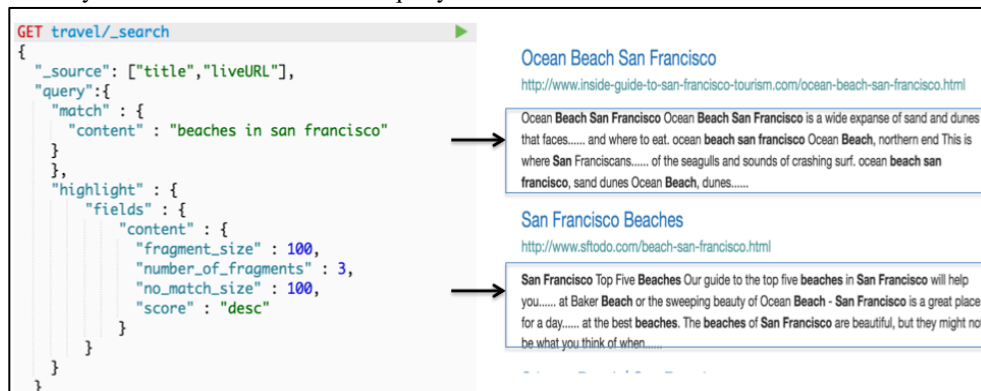 GET travel/_search
{
"_source": ["title","liveURL"],
"query":{
"match" : {
"content" : "beaches in san francisco"
}
},
"highlight" : {
"fields" : {
"content" : {
"fragment_size" : 100,
"number_of_fragments" : 3,
"no_match_size" : 100,
"score" : "desc"
}
}
}
}
Ocean Beach San Francisco
http://www.inside-guide-to-san-francisco-tourism.com/ocean-beach-san-francisco.html
Ocean Beach San Francisco Ocean Beach San Francisco is a wide expanse of sand and dunes
that faces...... and where to eat. ocean beach san francisco Ocean Beach, northern end This is
where San Franciscans...... of the seagulls and sounds of crashing surf. ocean beach san
francisco, sand dunes Ocean Beach, dunes......
San Francisco Beaches
http://www.sftodo.com/beach-san-francisco.html
San Francisco Top Five Beaches Our guide to the top five beaches in San Francisco will help
you...... at Baker Beach or the sweeping beauty of Ocean Beach - San Francisco is a great place
for a day...... at the best beaches. The beaches of San Francisco are beautiful, but they might not
be what you think of when......